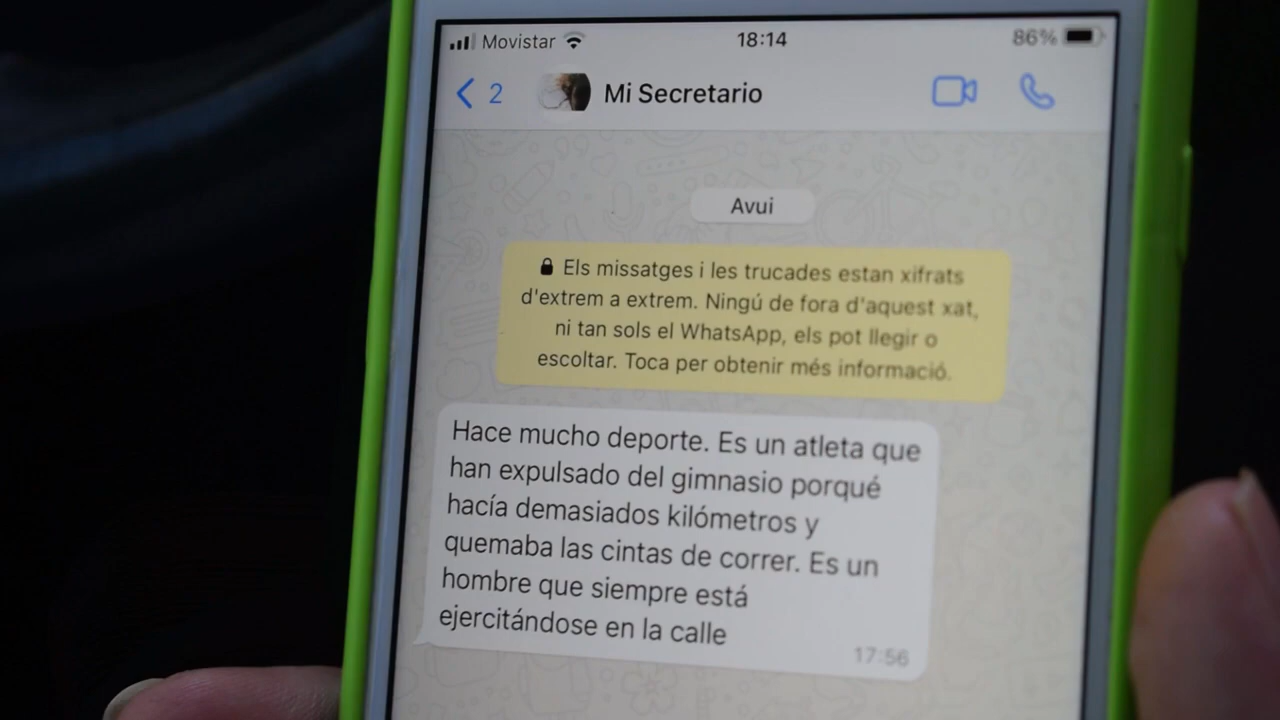 Movistar 18:14 86%
2 Mi Secretario
Avui
Els missatges i les trucades estan xifrats
d'extrem a extrem. Ningú de fora d'aquest xat,
ni tan sols el WhatsApp, els pot llegir o
escoltar. Toca per obtenir més informació.
Hace mucho deporte. Es un atleta que
han expulsado del gimnasio porqué
hacía demasiados kilómetros y
quemaba las cintas de correr. Es un
hombre que siempre está
ejercitándose en la calle
17:56